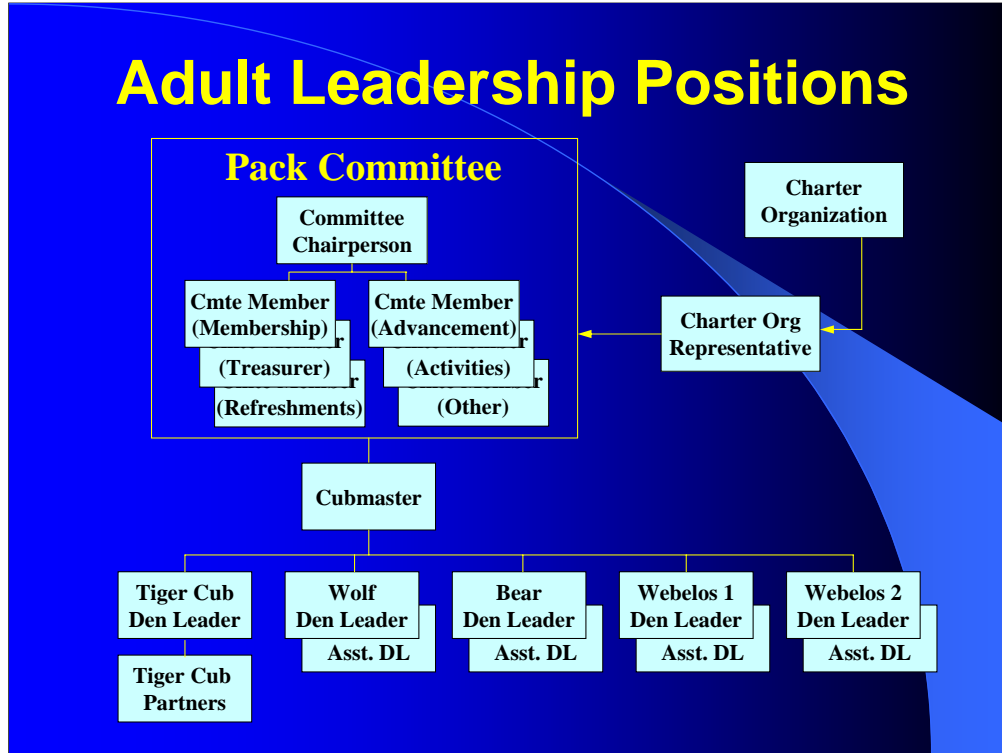 Adult Leadership Positions
Pack Committee
Committee
Chairperson
Cmte Member
(Membership)
(Treasurer)
(Refreshments)
Cmte Member
(Advancement)
(Activities)
(Other)
Charter
Organization
Charter Org
Representative
Cubmaster
Tiger Cub
Den Leader
Tiger Cub
Partners
Wolf
Den Leader
Asst. DL
Bear
Den Leader
Asst. DL
Webelos 1
Den Leader
Asst. DL
Webelos 2
Den Leader
Asst. DL